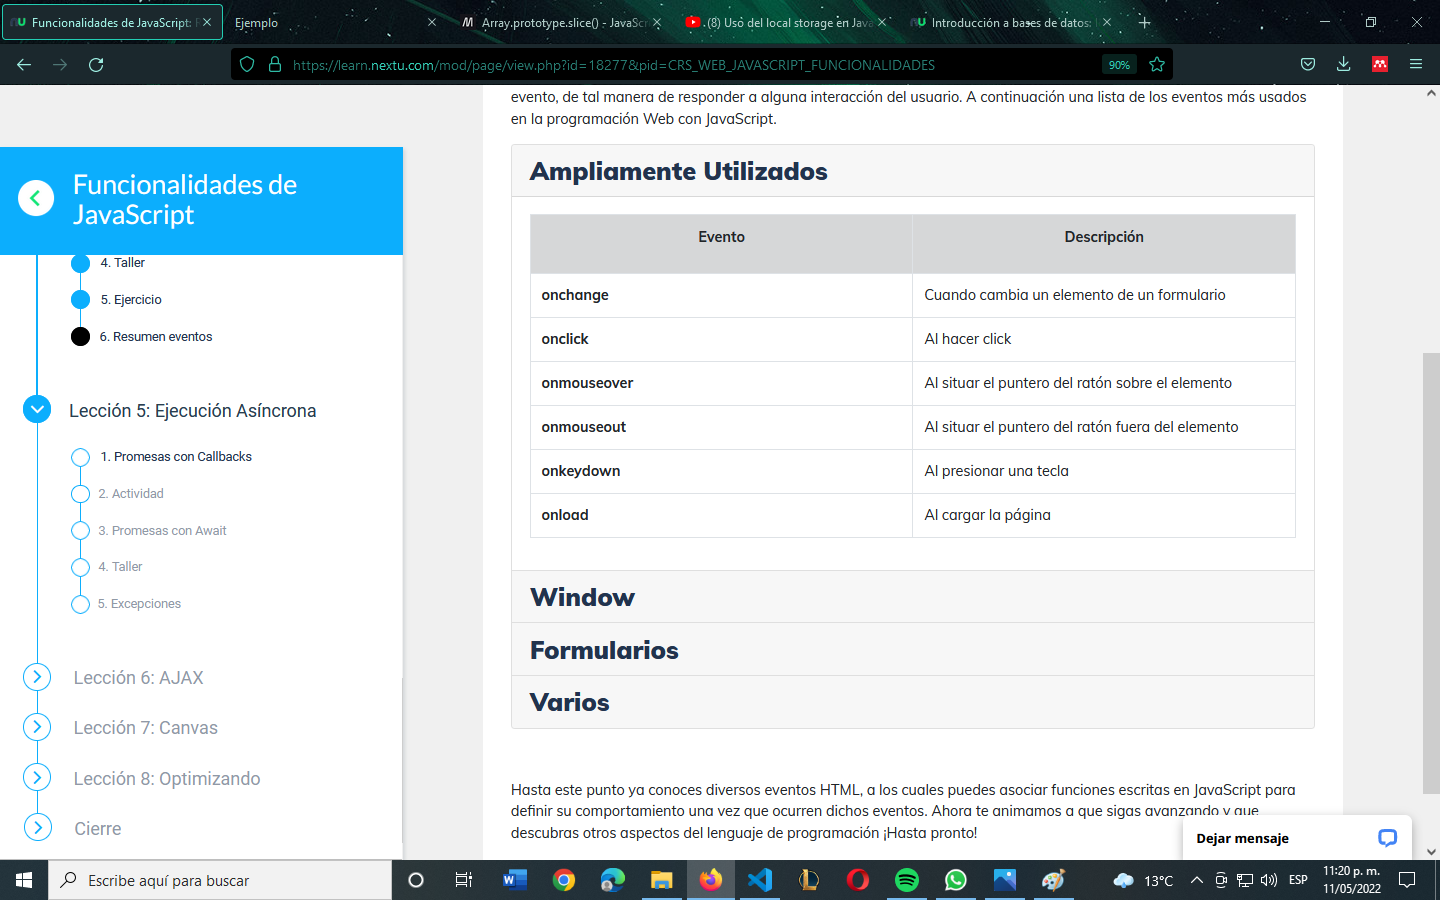 Funcionalidades de JavaScript:
Ejemplo
Array.prototype.slice() - JavaScr
(8) Uso del local storage en Java
Introducción a bases de datos:
https://learn.nextu.com/mod/page/view.php?id=18277&pid=CRS_WEB_JAVASCRIPT_FUNCIONALIDADES
90%
Funcionalidades de
JavaScript
4. Taller
5. Ejercicio
6. Resumen eventos
Lección 5: Ejecución Asíncrona
1. Promesas con Callbacks
2. Actividad
3. Promesas con Await
4. Taller
5. Excepciones
Lección 6: AJAX
Lección 7: Canvas
Lección 8: Optimizando
Cierre
evento, de tal manera de responder a alguna interacción del usuario. A continuación una lista de los eventos más usados
en la programación Web con JavaScript.
Ampliamente Utilizados
Evento Descripción
onchange Cuando cambia un elemento de un formulario
onclick Al hacer click
onmouseover Al situar el puntero del ratón sobre el elemento
onmouseout Al situar el puntero del ratón fuera del elemento
onkeydown Al presionar una tecla
onload Al cargar la página
Window
Formularios
Varios
Hasta este punto ya conoces diversos eventos HTML, a los cuales puedes asociar funciones escritas en JavaScript para
definir su comportamiento una vez que ocurren dichos eventos. Ahora te animamos a que sigas avanzando y que
descubras otros aspectos del lenguaje de programación ¡Hasta pronto!
Dejar mensaje
Escribe aquí para buscar
13°C
ESP
11:20 p. m.
11/05/2022